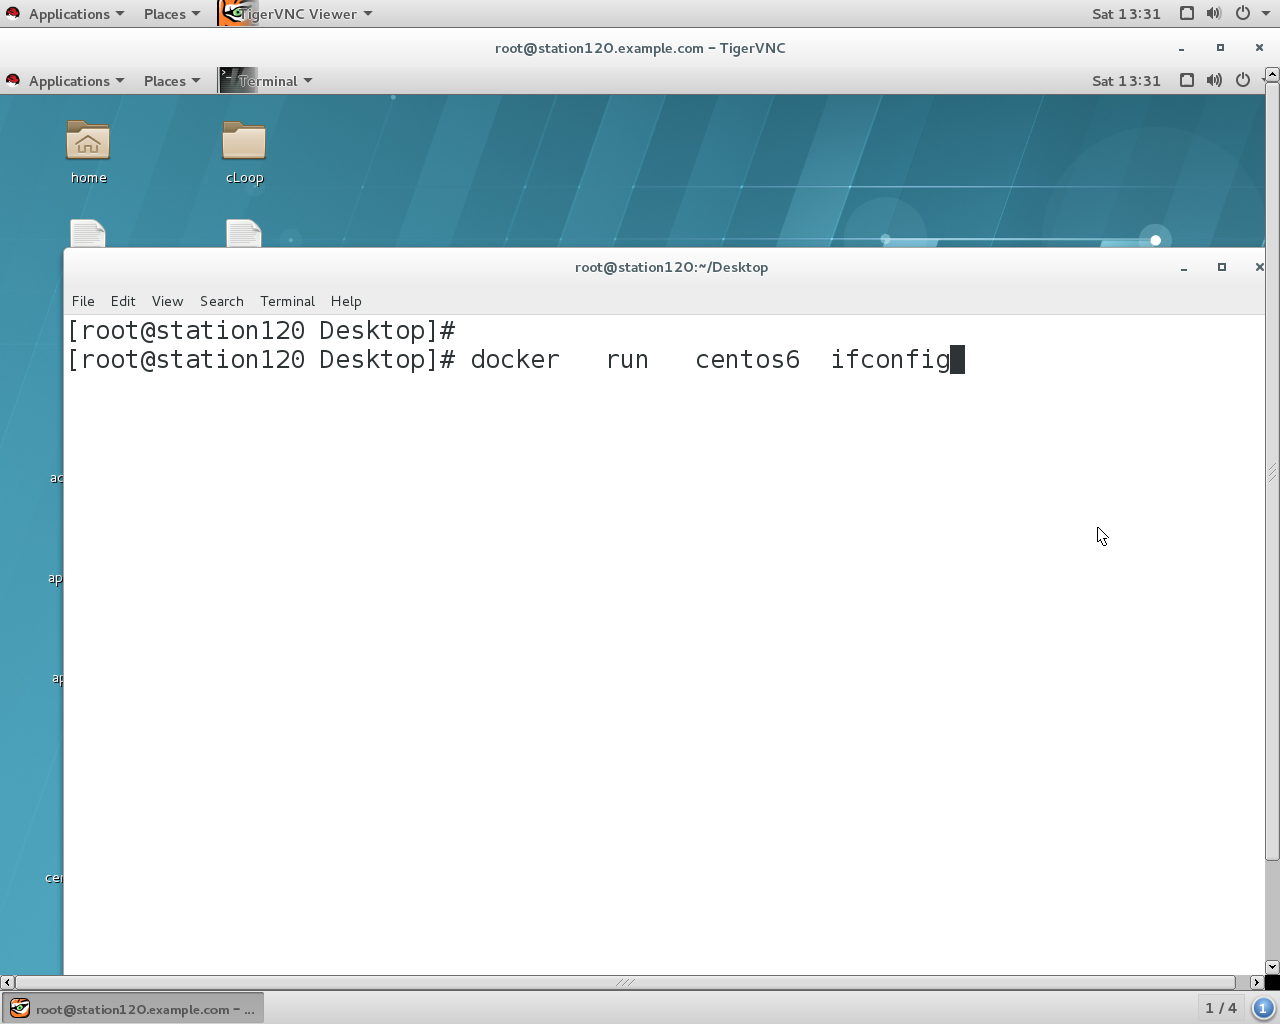 Applications Places TigerVNC Viewer Sat 13:31
root@station120.example.com - TigerVNC
Applications Places Terminal Sat 13:31
home cLoop
root@station120:~/Desktop
File Edit View Search Terminal Help
[root@station120 Desktop]#
[root@station120 Desktop]# docker   run   centos6  ifconfig
ac
ap
ap
cer
root@station120.example.com - ... 1 / 4 1